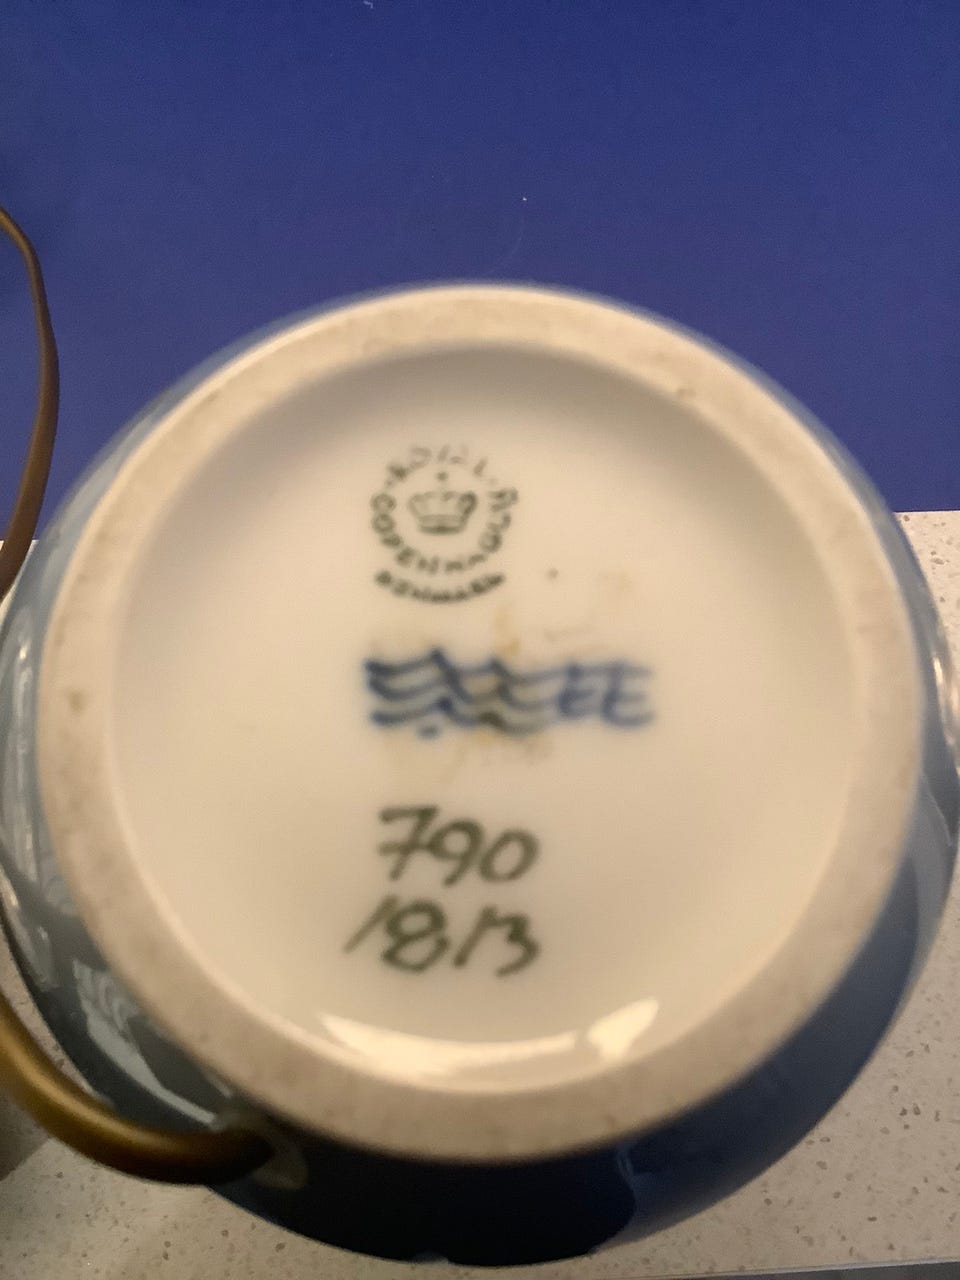 ROYAL
COPENHAGEN
DENMARK
790
1813